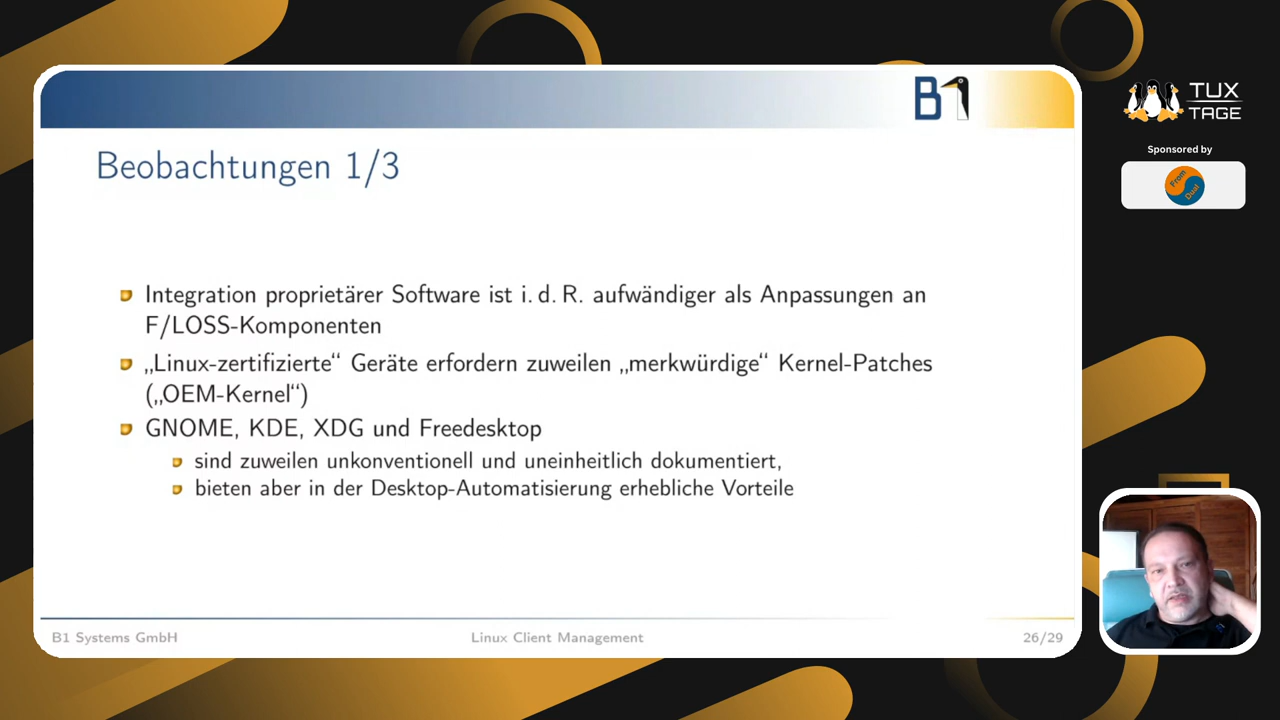 B1
TUX
TAGE
Sponsored by
From
Dual
Beobachtungen 1/3
Integration proprietärer Software ist i. d. R. aufwändiger als Anpassungen an
F/LOSS-Komponenten
„Linux-zertifizierte“ Geräte erfordern zuweilen „merkwürdige“ Kernel-Patches
(„OEM-Kernel“)
GNOME, KDE, XDG und Freedesktop
sind zuweilen unkonventionell und uneinheitlich dokumentiert,
bieten aber in der Desktop-Automatisierung erhebliche Vorteile
B1 Systems GmbH
Linux Client Management
26/29